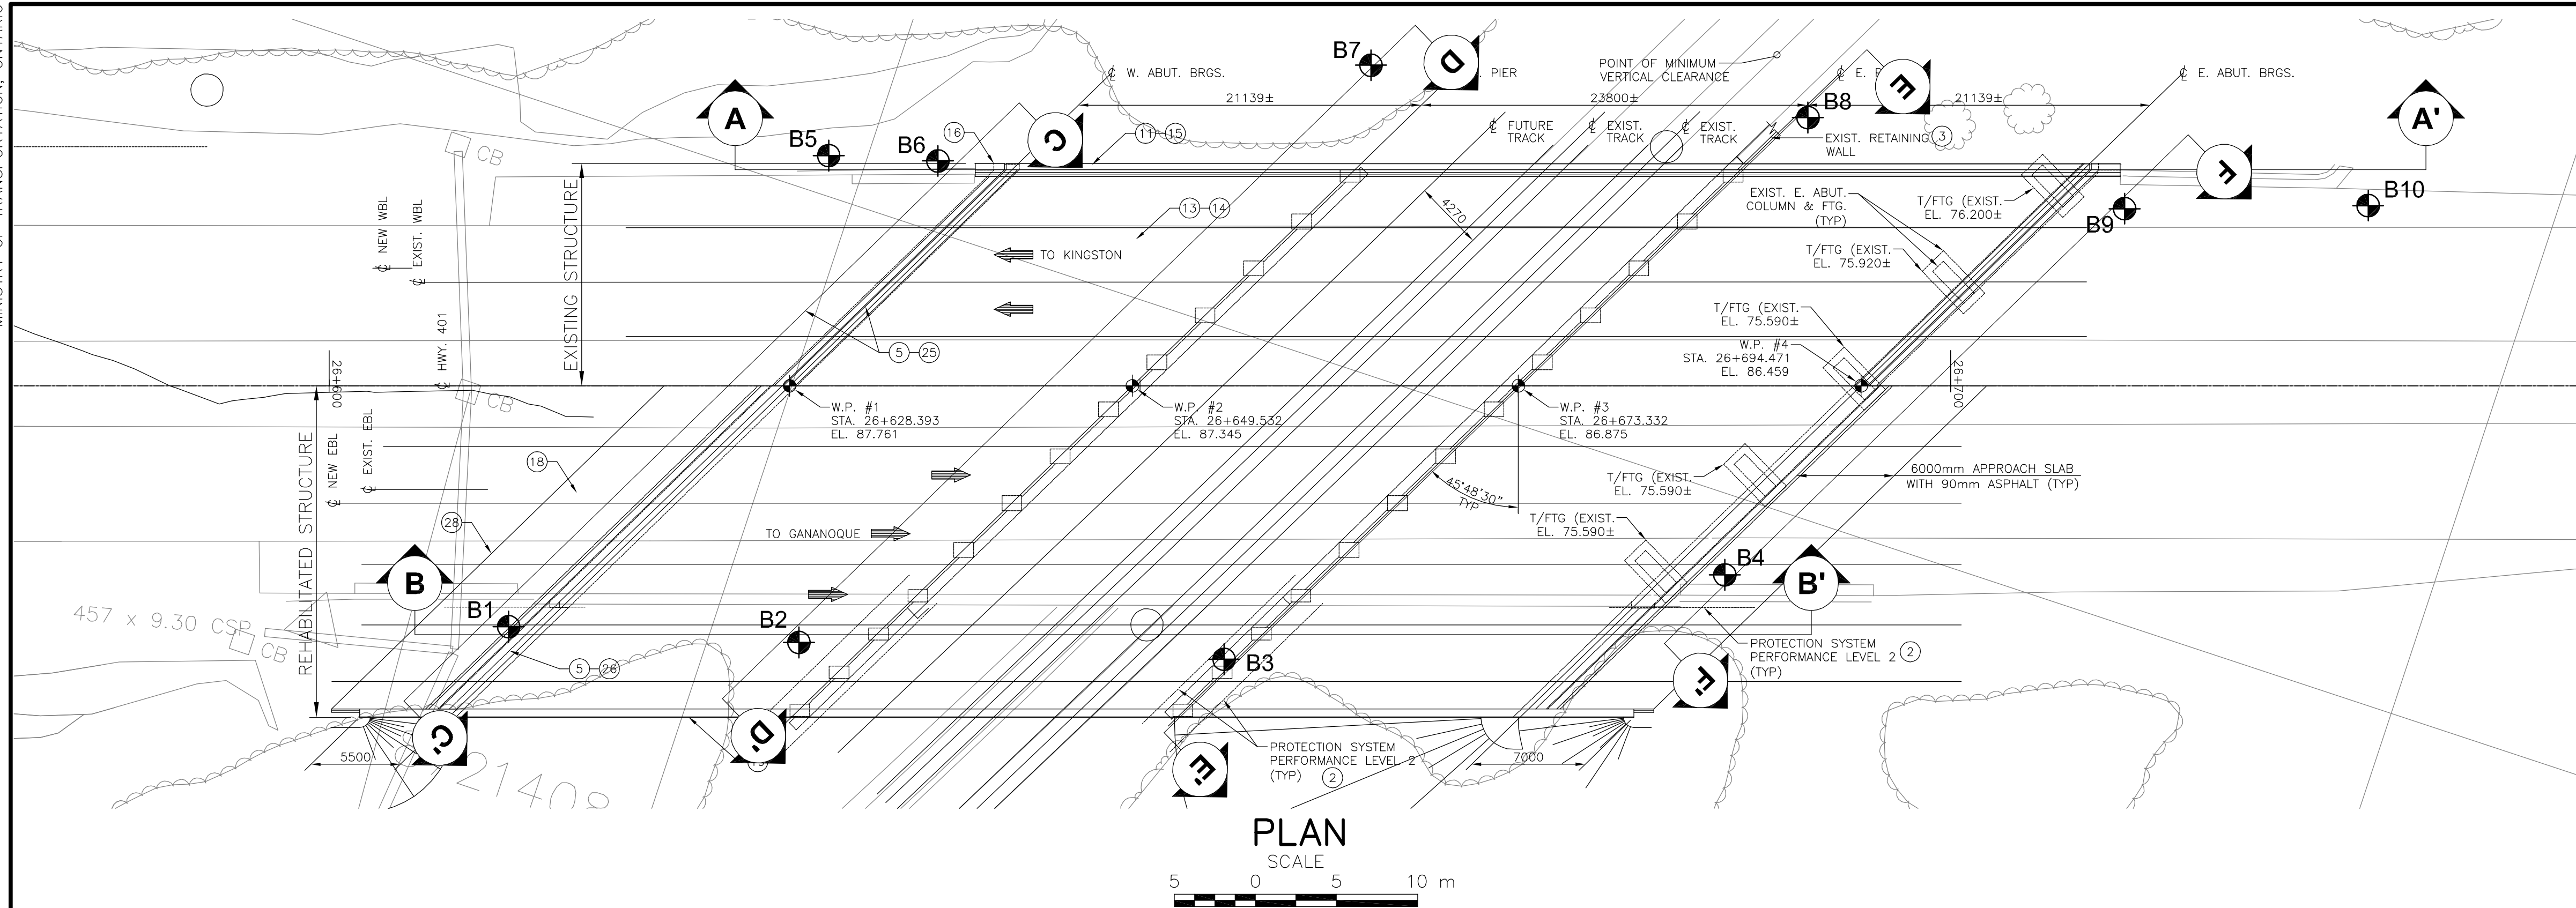 B7
D
PIER
POINT OF MINIMUM
VERTICAL CLEARANCE
℄ W. ABUT. BRGS.
℄ E.
E
℄ E. ABUT. BRGS.
21139±
23800±
21139±
A
B8
A'
C
16
11
15
℄ FUTURE
TRACK
℄ EXIST.
TRACK
℄ EXIST.
TRACK
EXIST. RETAINING
WALL
3
CB
B5
B6
F
EXISTING STRUCTURE
℄ NEW WBL
℄ EXIST. WBL
13
14
4270
EXIST. E. ABUT.
COLUMN & FTG.
(TYP)
T/FTG (EXIST.
EL. 76.200±
B9
B10
TO KINGSTON
T/FTG (EXIST.
EL. 75.920±
℄ HWY. 401
5
25
T/FTG (EXIST.
EL. 75.590±
W.P. #4
STA. 26+694.471
EL. 86.459
26+600
26+700
CB
W.P. #1
STA. 26+628.393
EL. 87.761
W.P. #2
STA. 26+649.532
EL. 87.345
W.P. #3
STA. 26+673.332
EL. 86.875
REHABILITATED STRUCTURE
℄ NEW EBL
℄ EXIST. EBL
18
28
45°48'30"
TYP
T/FTG (EXIST.
EL. 75.590±
6000mm APPROACH SLAB
WITH 90mm ASPHALT (TYP)
TO GANANOQUE
T/FTG (EXIST.
EL. 75.590±
B
B4
B'
457 x 9.30 CSP
CB
B1
B2
B3
5
26
PROTECTION SYSTEM
PERFORMANCE LEVEL 2
(TYP)
2
F'
C'
D'
E'
5500
21408
PROTECTION SYSTEM
PERFORMANCE LEVEL 2
(TYP)
2
7000
PLAN
SCALE
5 0 5 10 m